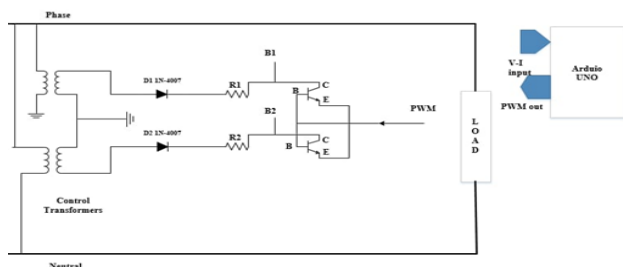 Phase
B1
D1 1N-4007
R1
C
B
E
V-I
input
Arduio
UNO
PWM out
B2
PWM
D2 1N-4007
R2
C
B
E
L
O
A
D
Control
Transformers
Neutral